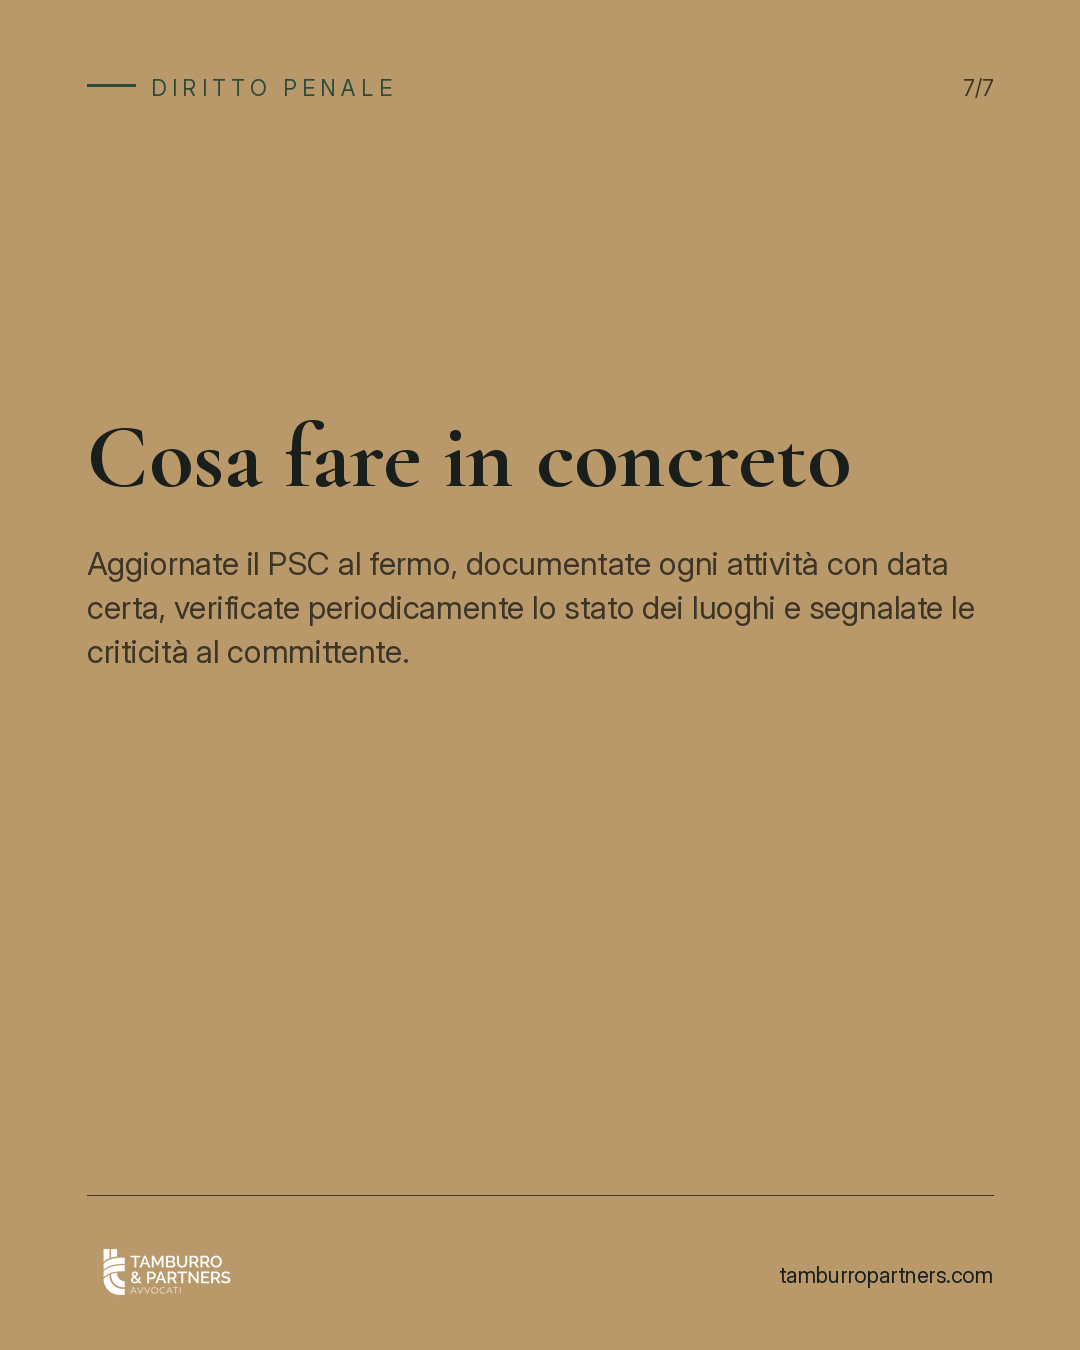 DIRITTO PENALE
7/7
Cosa fare in concreto
Aggiornate il PSC al fermo, documentate ogni attività con data
certa, verificate periodicamente lo stato dei luoghi e segnalate le
criticità al committente.
TAMBURRO
& PARTNERS
AVVOCATI
tamburropartners.com